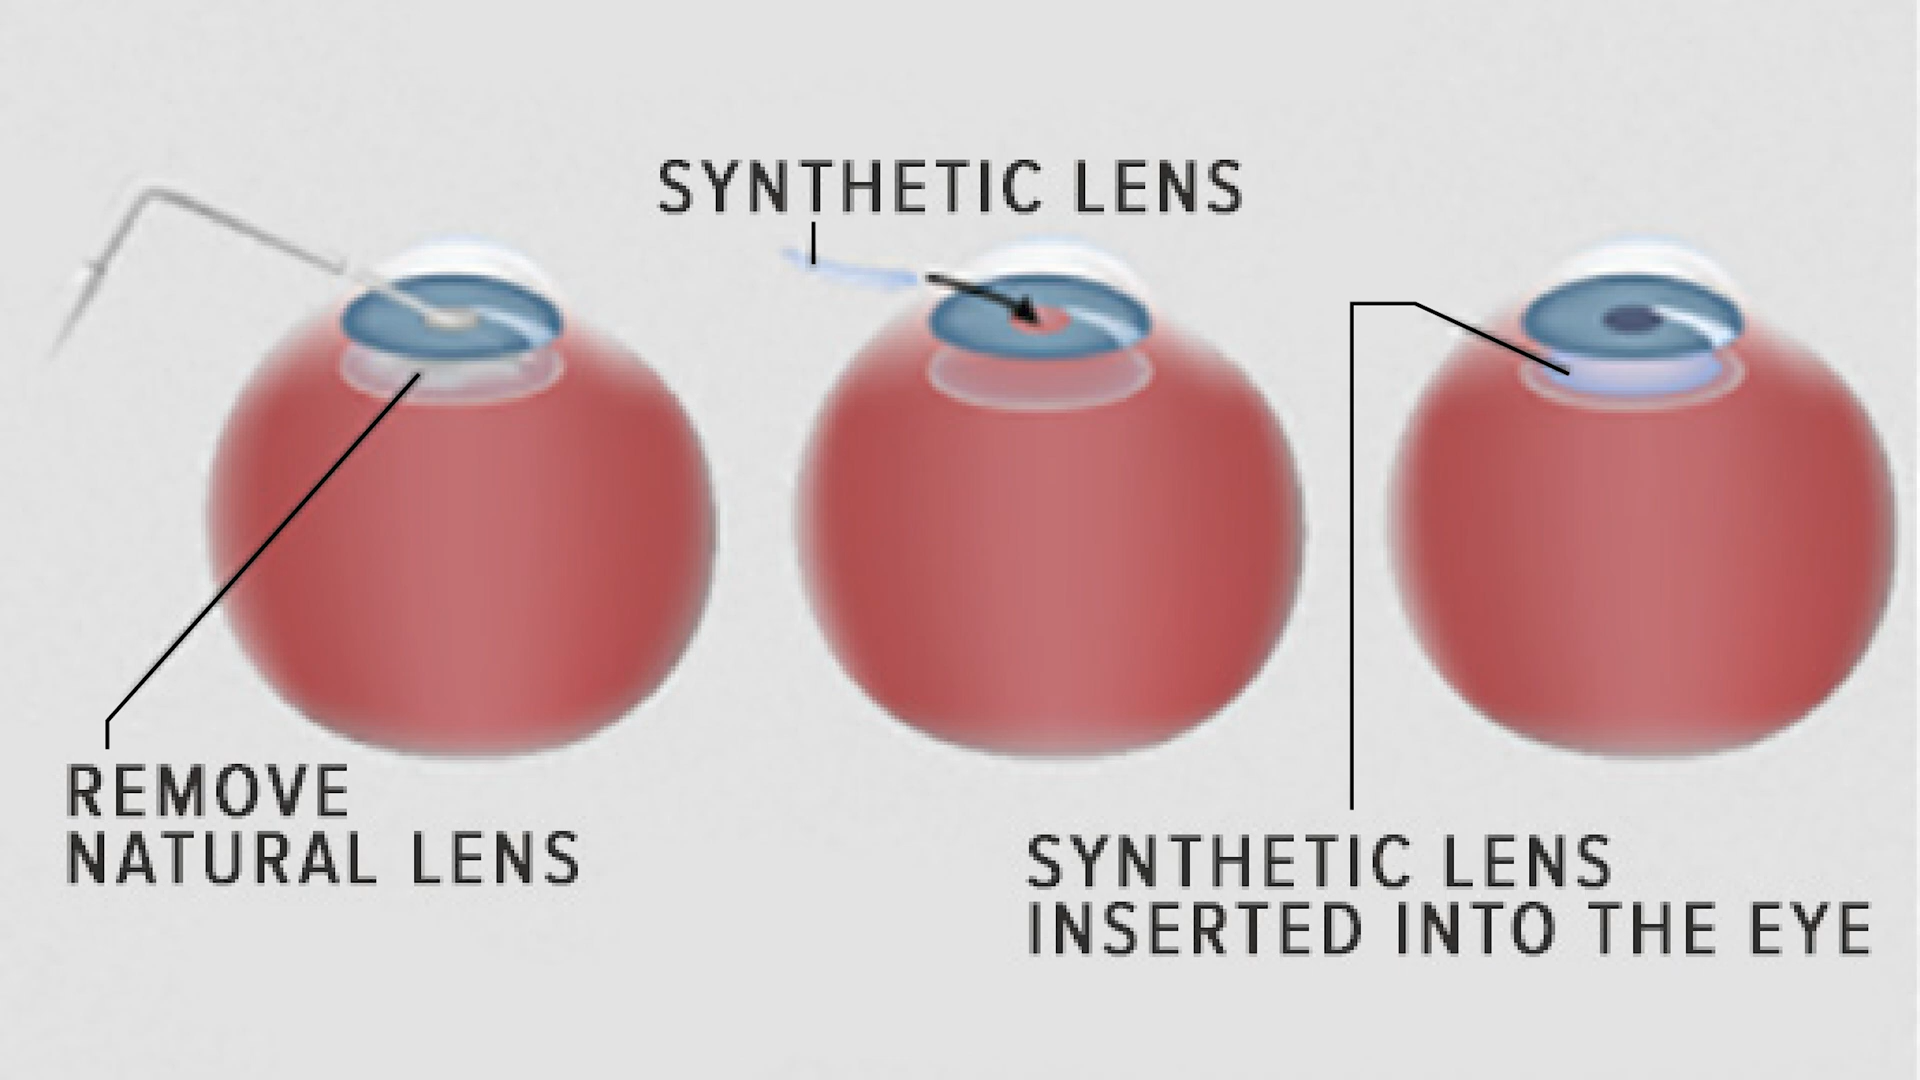 SYNTHETIC LENS
REMOVE
NATURAL LENS
SYNTHETIC LENS
INSERTED INTO THE EYE